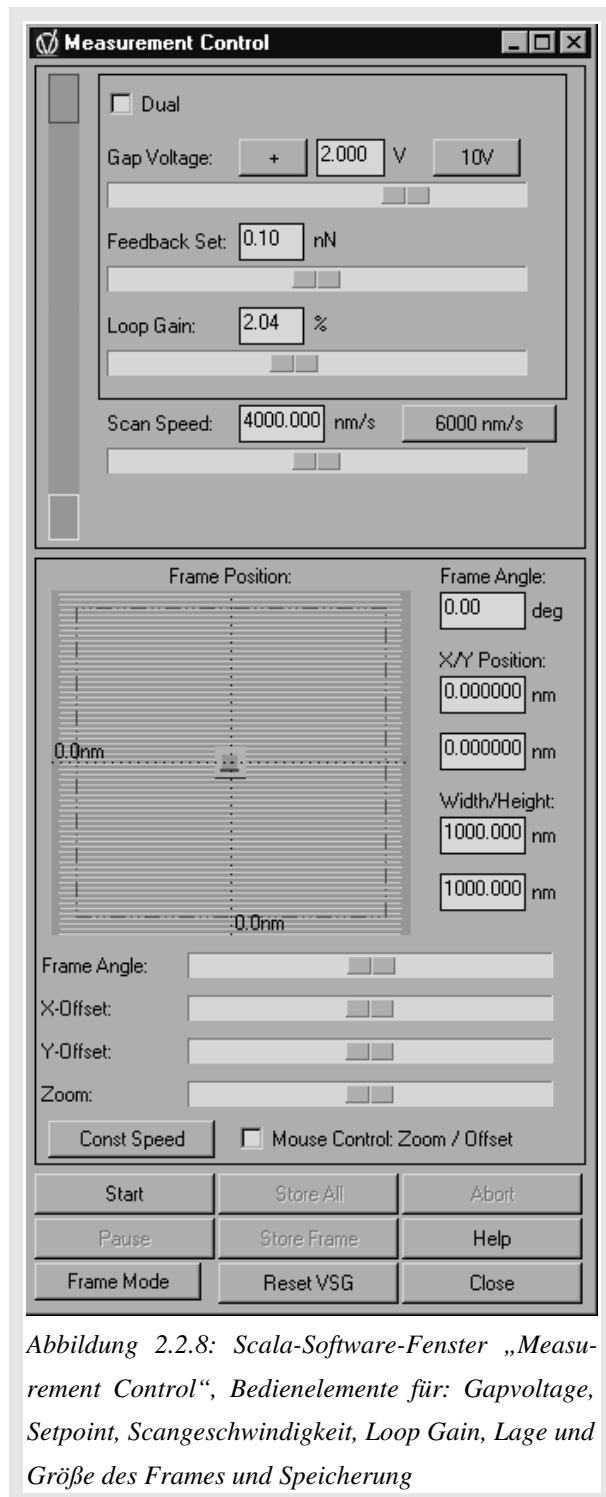 Measurement Control
Dual
Gap Voltage: + 2.000 V 10V
Feedback Set: 0.10 nN
Loop Gain: 2.04 %
Scan Speed: 4000.000 nm/s 6000 nm/s
Frame Position:
Frame Angle:
0.00 deg
X/Y Position:
0.000000 nm
0.0nm
0.000000 nm
Width/Height:
1000.000 nm
1000.000 nm
0.0nm
Frame Angle:
X-Offset:
Y-Offset:
Zoom:
Const Speed Mouse Control: Zoom / Offset
Start Store All Abort
Pause Store Frame Help
Frame Mode Reset VSG Close
Abbildung 2.2.8: Scala-Software-Fenster „Measu-
rement Control“, Bedienelemente für: Gapvoltage,
Setpoint, Scangeschwindigkeit, Loop Gain, Lage und
Größe des Frames und Speicherung